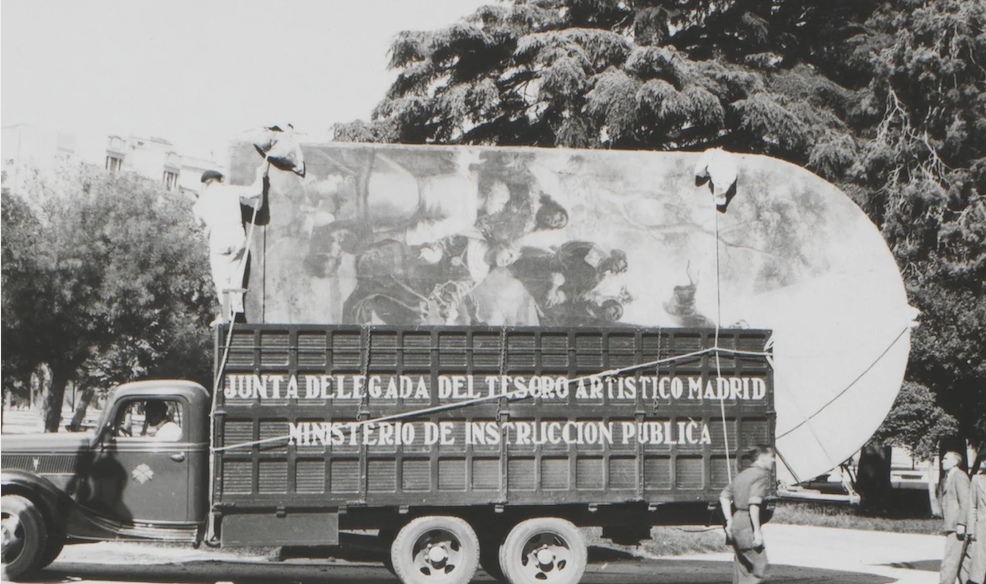 JUNTA DELEGADA DEL TESORO ARTISTICO MADRID
MINISTERIO DE INSTRUCCION PUBLICA